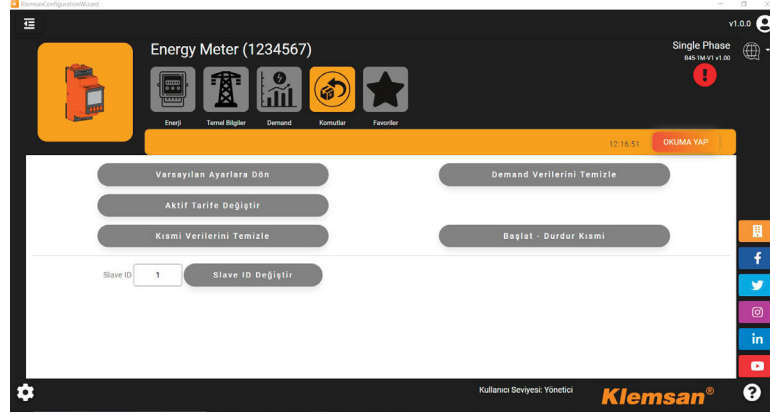 KlemsanConfigurationWizard
v1.0.0
Energy Meter (1234567)
Single Phase
B4S-1M-V1 v1.00
Enerji
Temel Bilgiler
Demand
Komutlar
Favoriler
12:16:51
OKUMA YAP
Varsayılan Ayarlara Dön
Demand Verilerini Temizle
Aktif Tarife Değiştir
Kısmi Verilerini Temizle
Başlat - Durdur Kısmi
Slave ID
1
Slave ID Değiştir
Kullanıcı Seviyesi: Yönetici
Klemsan®